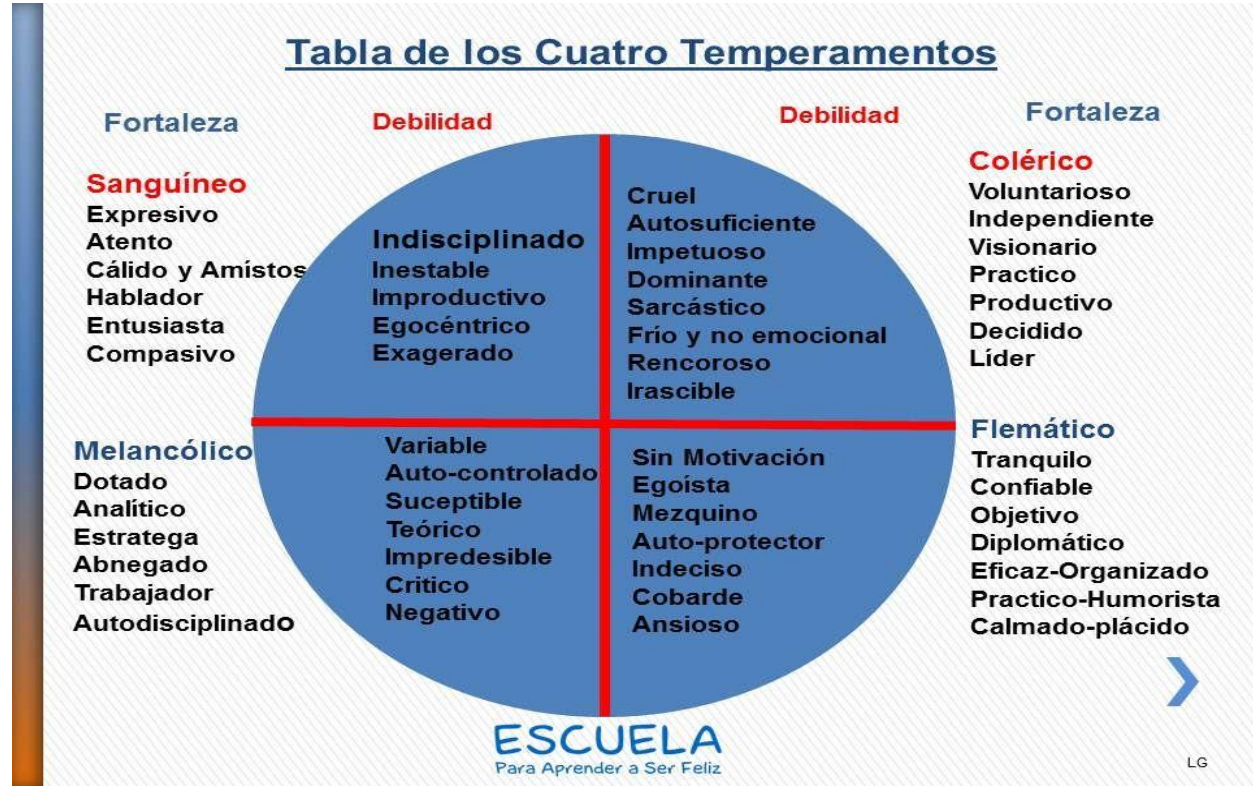 Tabla de los Cuatro Temperamentos
Fortaleza
Debilidad
Debilidad
Fortaleza
Sanguíneo
Expresivo
Atento
Cálido y Amístos
Hablador
Entusiasta
Compasivo
Indisciplinado
Inestable
Improductivo
Egocéntrico
Exagerado
Cruel
Autosuficiente
Impetuoso
Dominante
Sarcástico
Frío y no emocional
Rencoroso
Irascible
Colérico
Voluntarioso
Independiente
Visionario
Practico
Productivo
Decidido
Líder
Melancólico
Dotado
Analítico
Estratega
Abnegado
Trabajador
Autodisciplinado
Variable
Auto-controlado
Suceptible
Teórico
Impredesible
Critico
Negativo
Sin Motivación
Egoísta
Mezquino
Auto-protector
Indeciso
Cobarde
Ansioso
Flemático
Tranquilo
Confiable
Objetivo
Diplomático
Eficaz-Organizado
Practico-Humorista
Calmado-plácido
ESCUELA
Para Aprender a Ser Feliz
LG